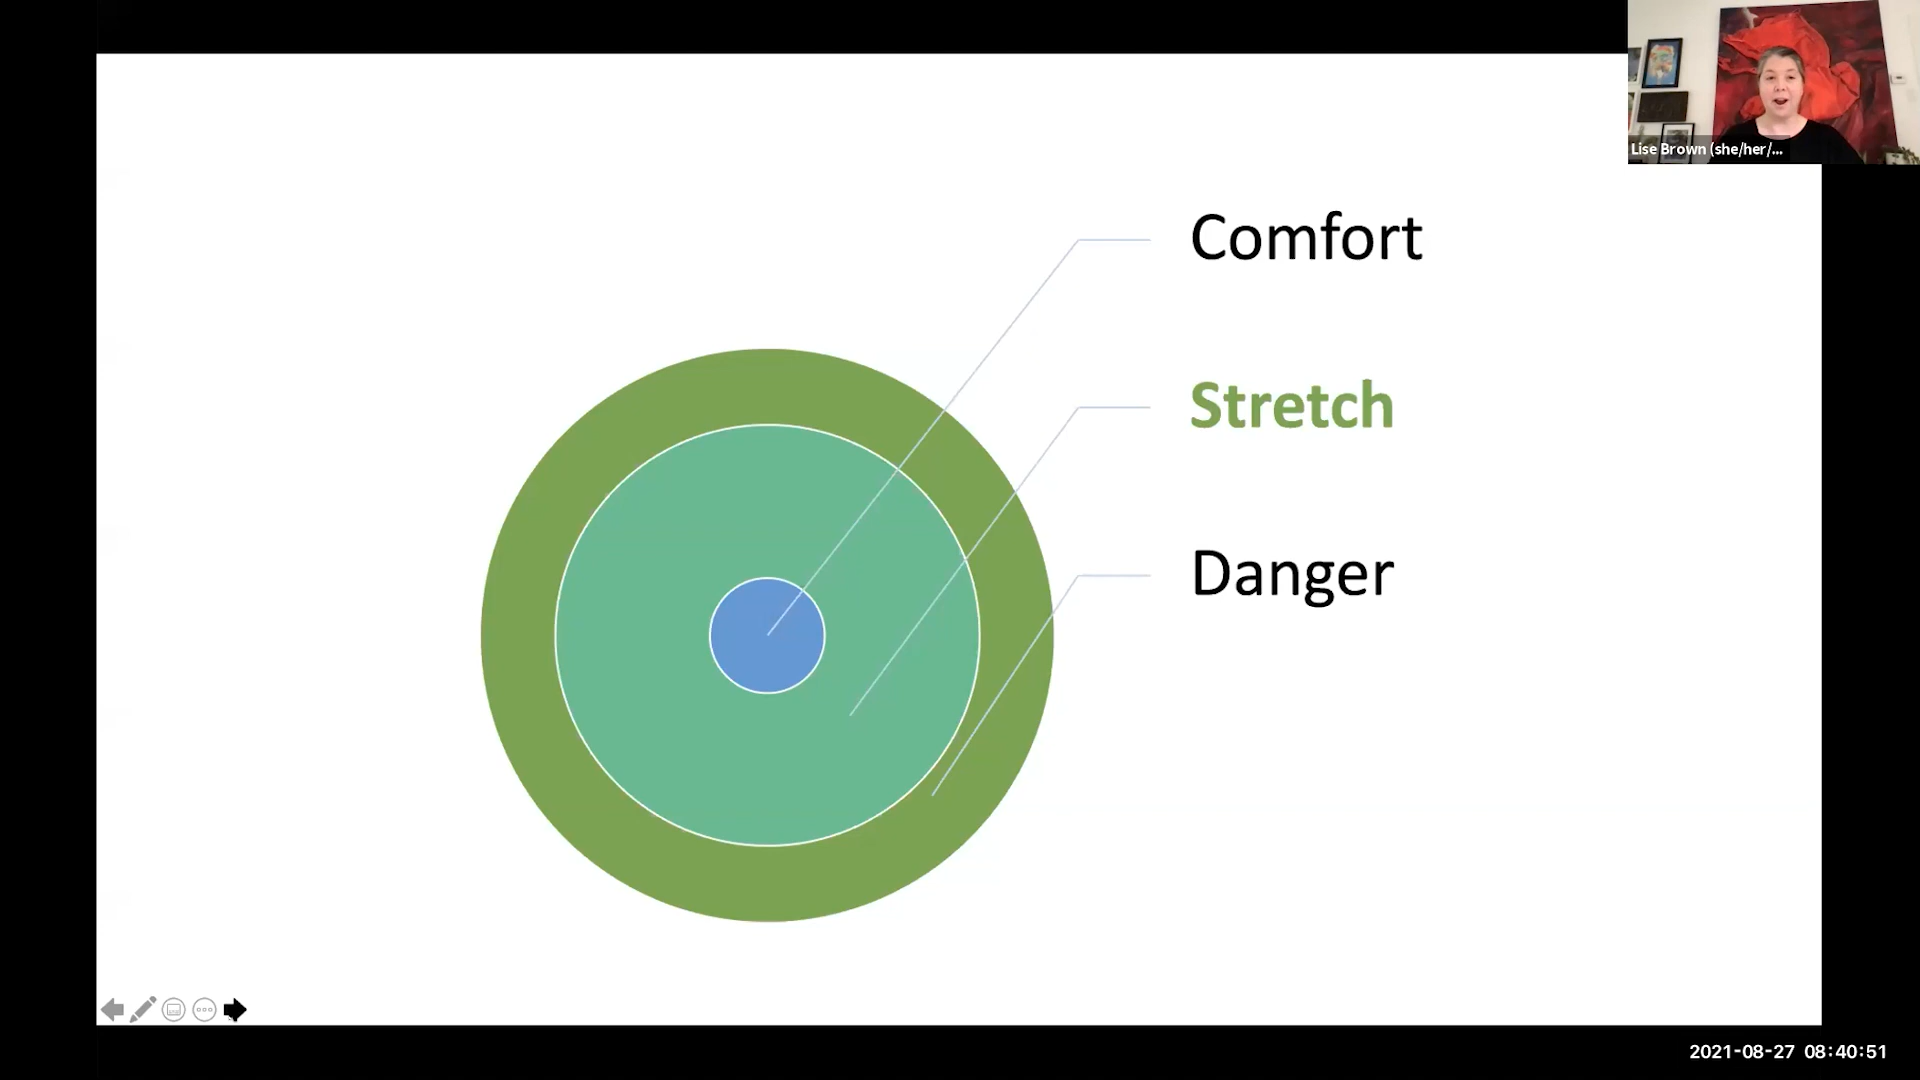 Lise Brown (she/her/...
Comfort
Stretch
Danger
2021-08-27 08:40:51